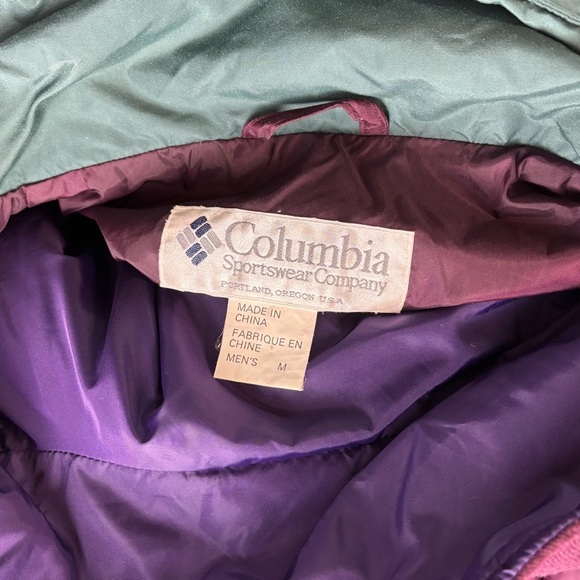 Columbia
Sportswear Company
PORTLAND, OREGON U.S.A
MADE IN
CHINA
FABRIQUE EN
CHINE
MEN'S M